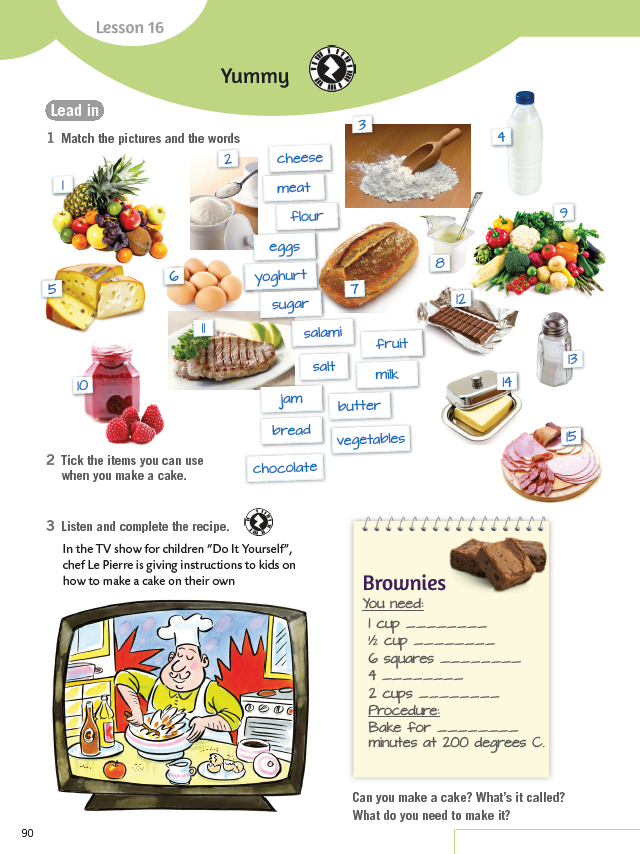 Lesson 16
Yummy
Lead in
1 Match the pictures and the words
1
2
3
4
5
6
7
8
9
10
11
12
13
14
15
cheese
meat
flour
eggs
yoghurt
sugar
salami
fruit
salt
milk
jam
butter
bread
vegetables
chocolate
2 Tick the items you can use
when you make a cake.
3 Listen and complete the recipe.
In the TV show for children “Do It Yourself”,
chef Le Pierre is giving instructions to kids on
how to make a cake on their own
Brownies
You need:
1 cup ________
½ cup ________
6 squares ________
4 ________
2 cups ________
Procedure:
Bake for ________
minutes at 200 degrees C.
Can you make a cake? What’s it called?
What do you need to make it?
90